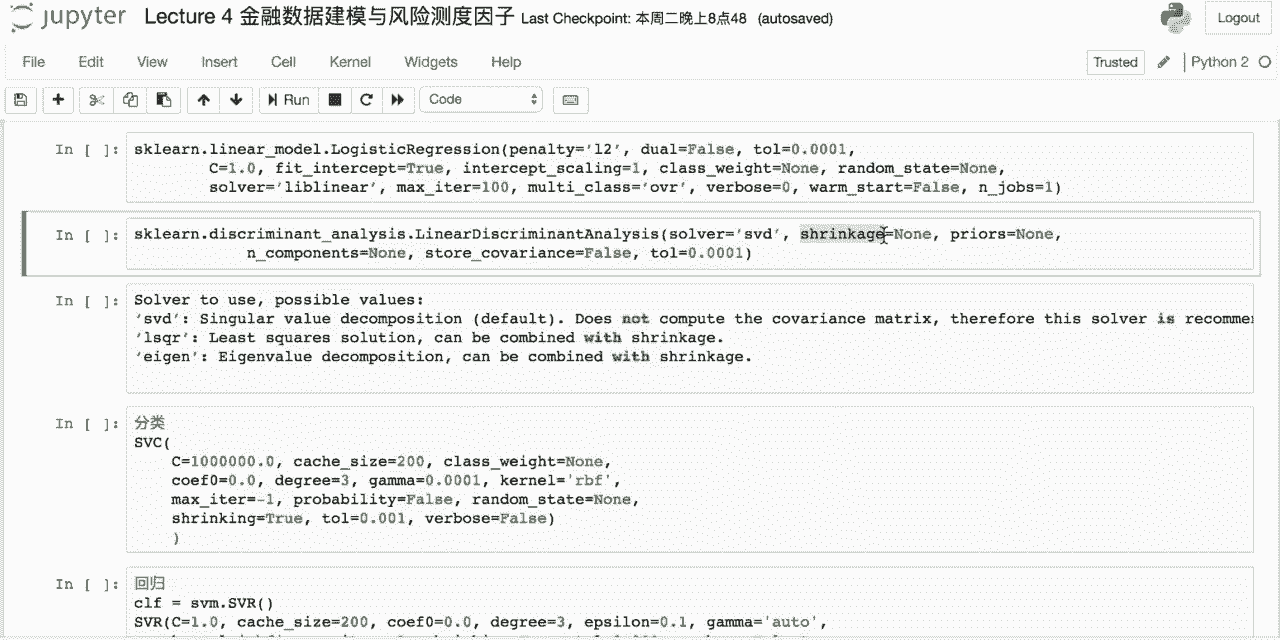 jupyter Lecture 4 金融数据建模与风险测度因子 Last Checkpoint: 本周二晚上8点48 (autosaved)
Logout
File Edit View Insert Cell Kernel Widgets Help
Trusted Python 2
Run Code
In [ ]: sklearn.linear_model.LogisticRegression(penalty='l2', dual=False, tol=0.0001,
C=1.0, fit_intercept=True, intercept_scaling=1, class_weight=None, random_state=None,
solver='liblinear', max_iter=100, multi_class='ovr', verbose=0, warm_start=False, n_jobs=1)
In [ ]: sklearn.discriminant_analysis.LinearDiscriminantAnalysis(solver='svd', shrinkage=None, priors=None,
n_components=None, store_covariance=False, tol=0.0001)
In [ ]: Solver to use, possible values:
'svd': Singular value decomposition (default). Does not compute the covariance matrix, therefore this solver is
'lsqr': Least squares solution, can be combined with shrinkage.
'eigen': Eigenvalue decomposition, can be combined with shrinkage.
In [ ]: 分类
SVC(
C=1000000.0, cache_size=200, class_weight=None,
coef0=0.0, degree=3, gamma=0.0001, kernel='rbf',
max_iter=-1, probability=False, random_state=None,
shrinking=True, tol=0.001, verbose=False)
)
In [ ]: 回归
clf = svm.SVR()
SVR(C=1.0, cache_size=200, coef0=0.0, degree=3, epsilon=0.1, gamma='auto',